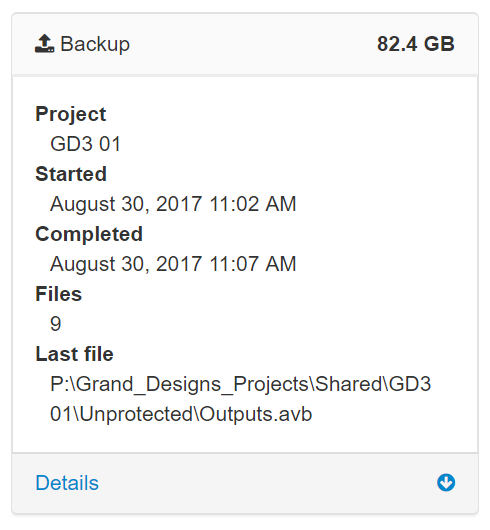 Backup 82.4 GB
Project
GD3 01
Started
August 30, 2017 11:02 AM
Completed
August 30, 2017 11:07 AM
Files
9
Last file
P:\Grand_Designs_Projects\Shared\GD3
01\Unprotected\Outputs.avb
Details